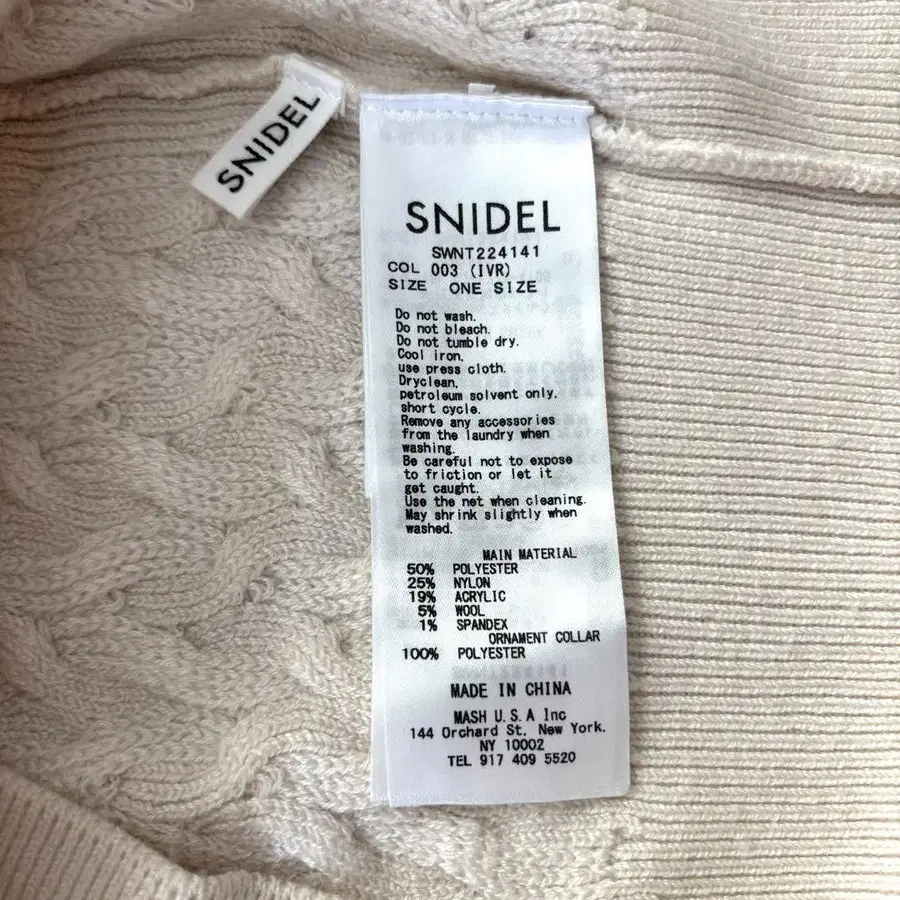 SNIDEL
SNIDEL
SWNT224141
COL 003 (IVR)
SIZE ONE SIZE
Do not wash.
Do not bleach.
Do not tumble dry.
Cool iron,
use press cloth.
Dryclean,
petroleum solvent only,
short cycle.
Remove any accessories
from the laundry when
washing.
Be careful not to expose
to friction or let it
get caught.
Use the net when cleaning.
May shrink slightly when
washed.
MAIN MATERIAL
50% POLYESTER
25% NYLON
19% ACRYLIC
5% WOOL
1% SPANDEX
ORNAMENT COLLAR
100% POLYESTER
MADE IN CHINA
MASH U.S.A Inc
144 Orchard St, New York.
NY 10002
TEL 917 409 5520